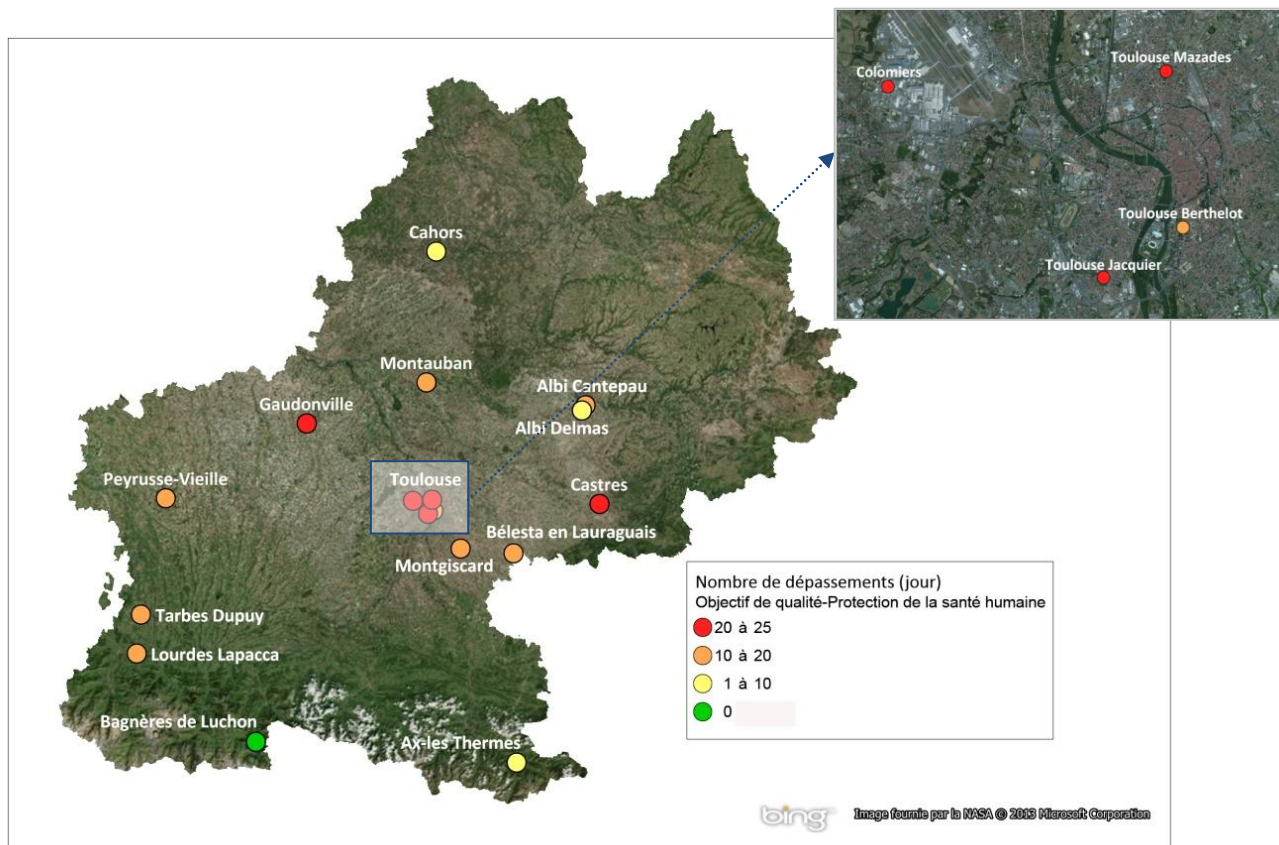 Colomiers
Toulouse Mazades
Toulouse Berthelot
Toulouse Jacquier
Cahors
Montauban
Albi Cantepau
Gaudonville
Albi Delmas
Peyrusse-Vieille
Toulouse
Castres
Bélesta en Lauraguais
Montgiscard
Tarbes Dupuy
Lourdes Lapacca
Bagnères de Luchon
Ax-les Thermes
Nombre de dépassements (jour)
Objectif de qualité-Protection de la santé humaine
20 à 25
10 à 20
1 à 10
0
bing
Image fournie par la NASA © 2013 Microsoft Corporation